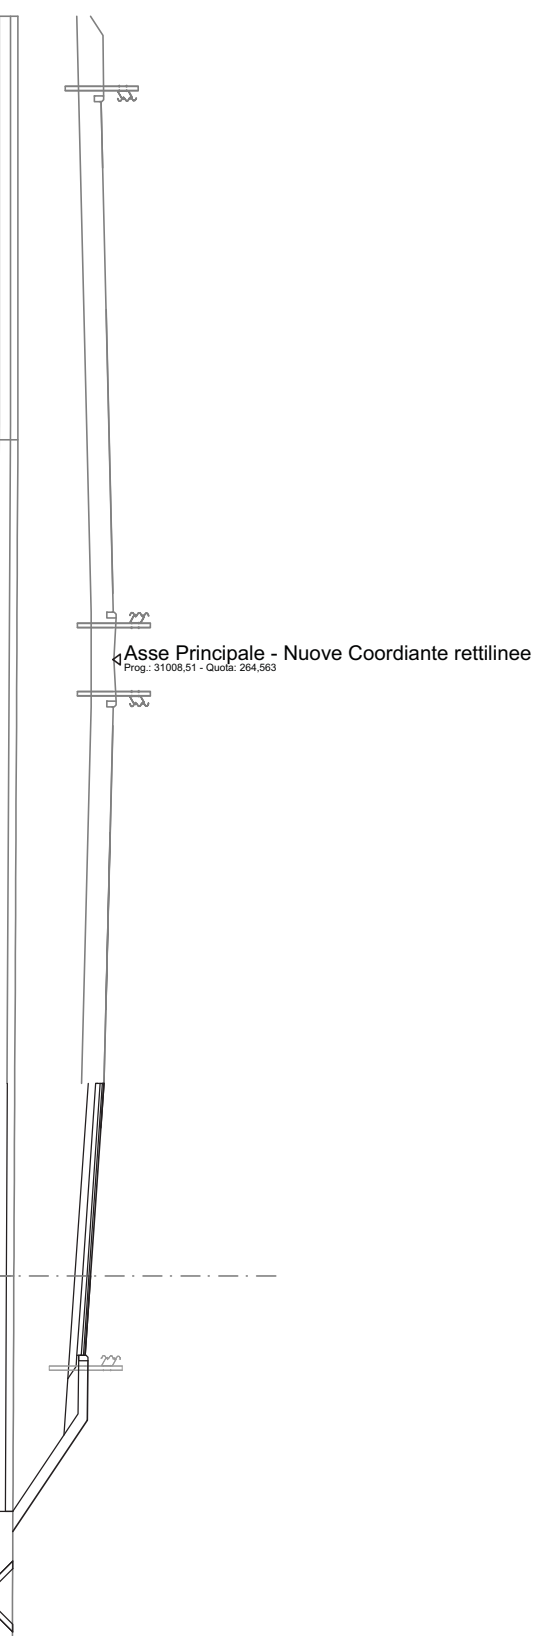 Asse Principale - Nuove Coordiante rettilinee
Prog.: 31008,51 - Quota: 264,563